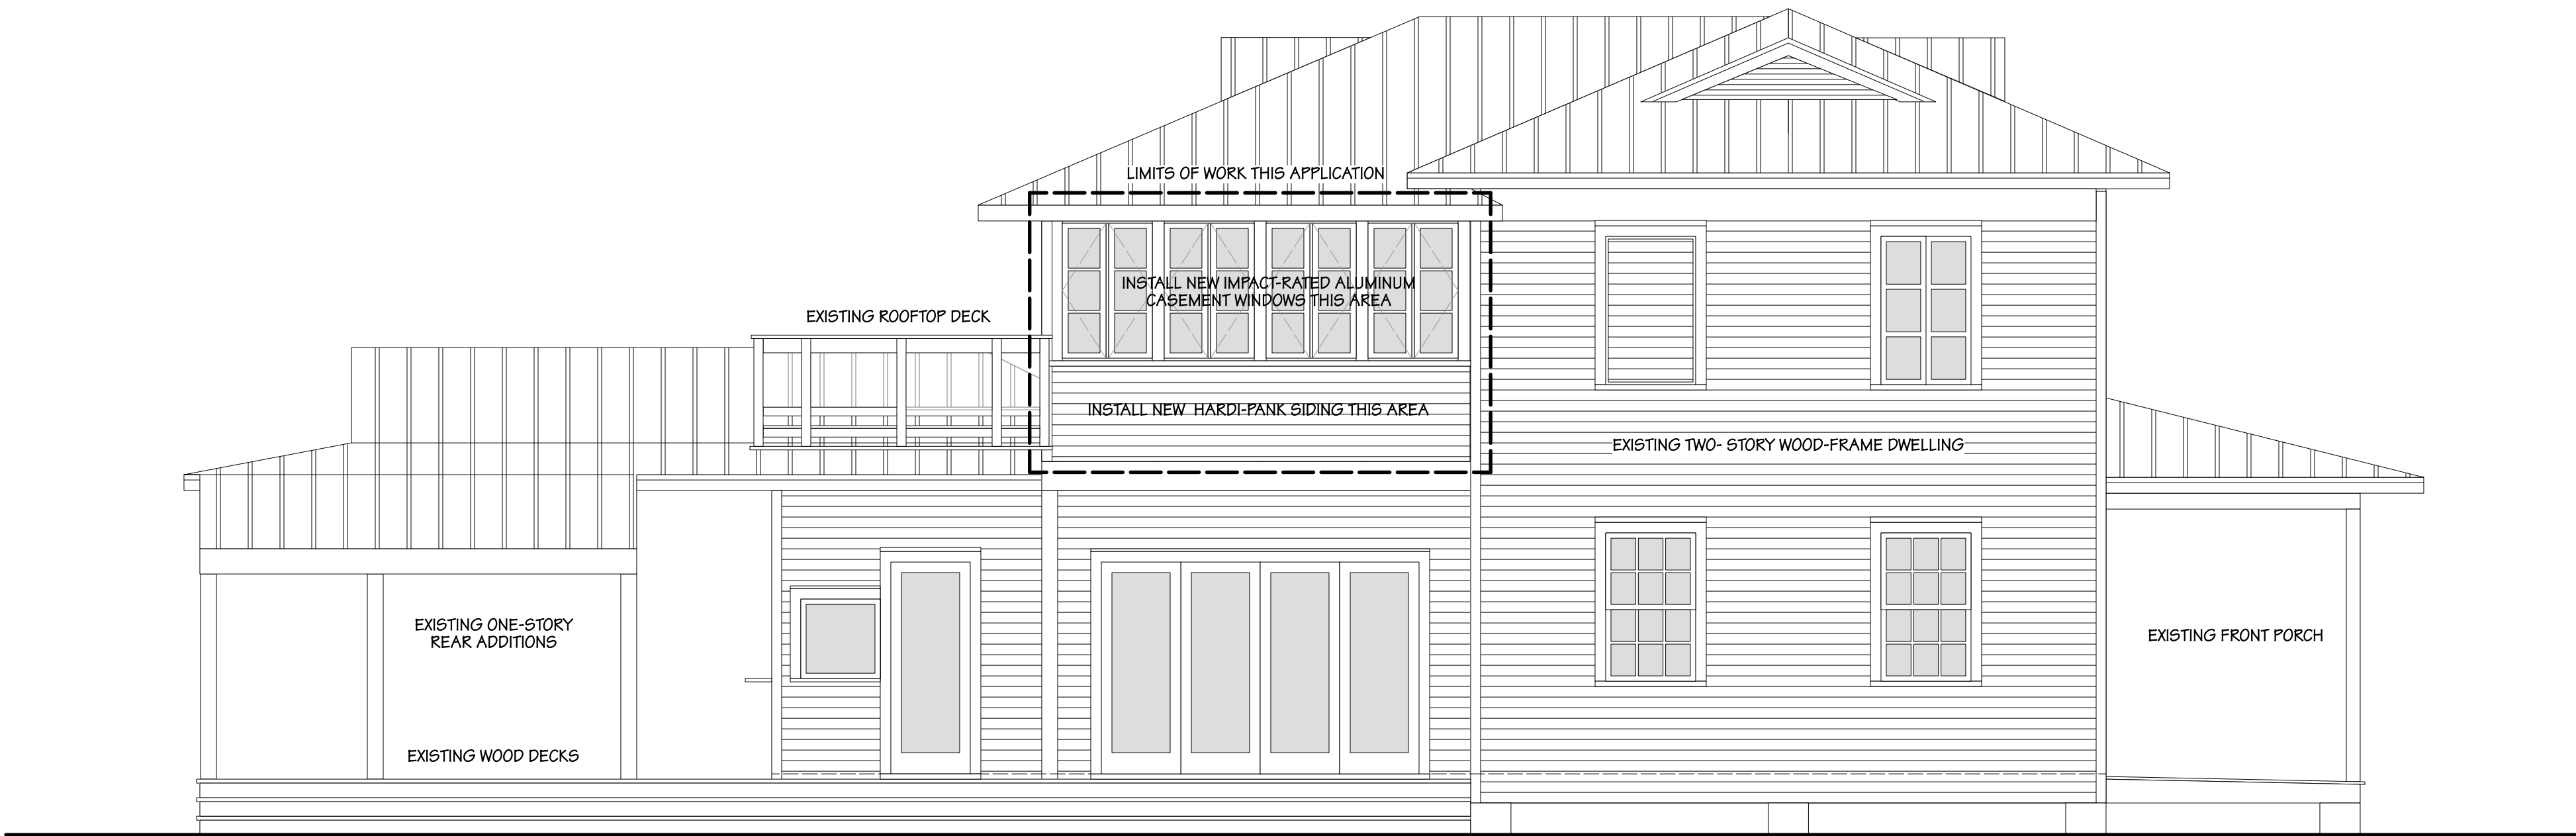 LIMITS OF WORK THIS APPLICATION
INSTALL NEW IMPACT-RATED ALUMINUM
CASEMENT WINDOWS THIS AREA
EXISTING ROOFTOP DECK
INSTALL NEW HARDI-PANK SIDING THIS AREA
EXISTING TWO- STORY WOOD-FRAME DWELLING
EXISTING ONE-STORY
REAR ADDITIONS
EXISTING FRONT PORCH
EXISTING WOOD DECKS